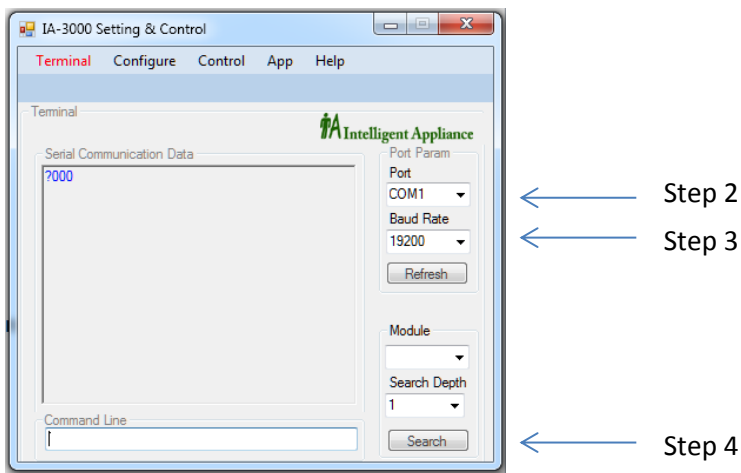 IA-3000 Setting & Control
Terminal Configure Control App Help
Terminal
iA Intelligent Appliance
Serial Communication Data
?000
Port Param
Port
COM1
Step 2
Baud Rate
19200
Step 3
Refresh
Module
Search Depth
1
Command Line
Search
Step 4